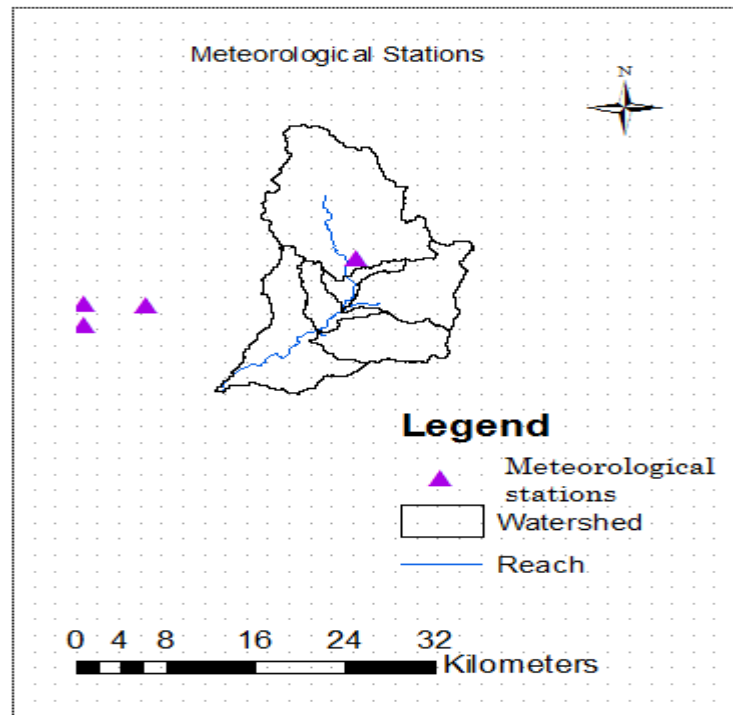 Meteorological Stations
N
Legend
Meteorological
stations
Watershed
Reach
0 4 8 16 24 32
Kilometers